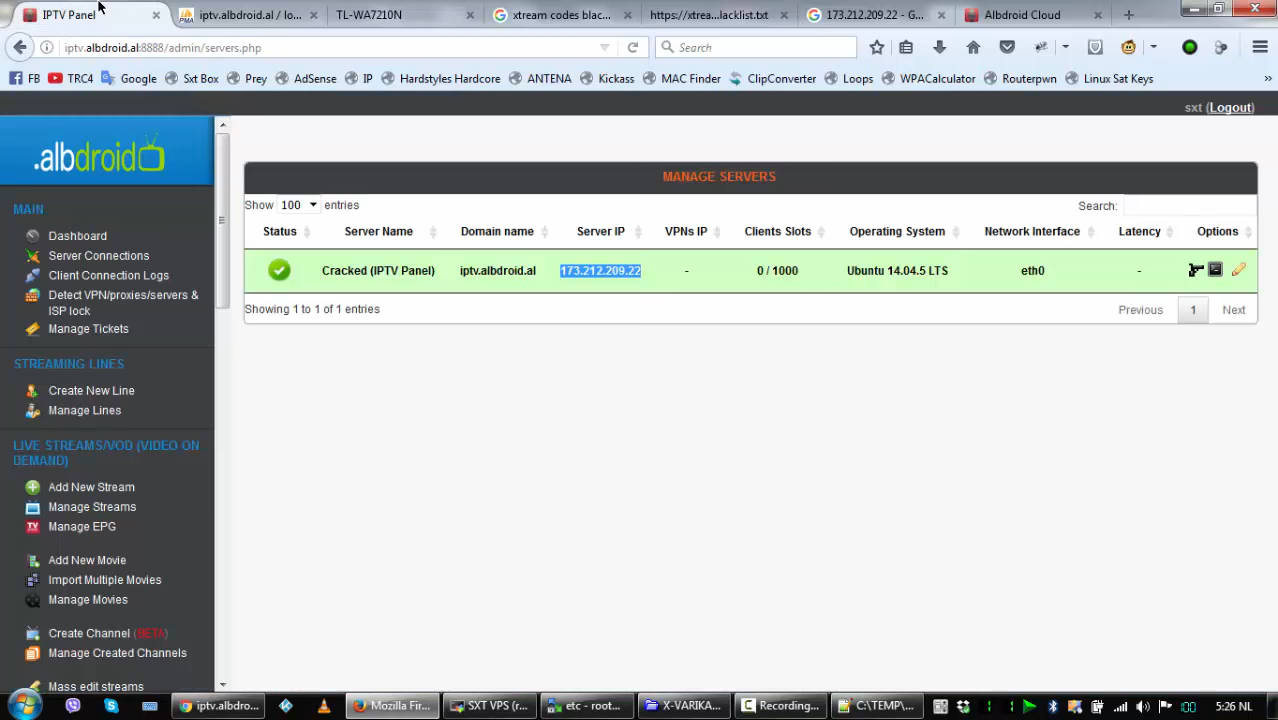 IPTV Panel
iptv.albdroid.al / lo...
TL-WA7210N
xtream codes blac...
https://xtrea...lacklist.txt
173.212.209.22 - G...
Albdroid Cloud
iptv.albdroid.al:8888/admin/servers.php
Search
FB
TRC4
Google
Sxt Box
Prey
AdSense
IP
Hardstyles Hardcore
ANTENA
Kickass
MAC Finder
ClipConverter
Loops
WPACalculator
Routerpwn
Linux Sat Keys
sxt (Logout)
.albdroid
MAIN
Dashboard
Server Connections
Client Connection Logs
Detect VPN/proxies/servers &
ISP lock
Manage Tickets
STREAMING LINES
Create New Line
Manage Lines
LIVE STREAMS/VOD (VIDEO ON
DEMAND)
Add New Stream
Manage Streams
TV
Manage EPG
Add New Movie
Import Multiple Movies
Manage Movies
Create Channel (BETA)
Manage Created Channels
Mass edit streams
MANAGE SERVERS
Show 100 entries
Search:
Status Server Name Domain name Server IP VPNs IP Clients Slots Operating System Network Interface Latency Options
Cracked (IPTV Panel) iptv.albdroid.al 173.212.209.22 - 0 / 1000 Ubuntu 14.04.5 LTS eth0 -
Showing 1 to 1 of 1 entries
Previous 1 Next
iptv.albdro...
Mozilla Fir...
SXT VPS (r...
etc - root...
X-VARIKA...
Recording...
C:\TEMP\...
5:26 NL